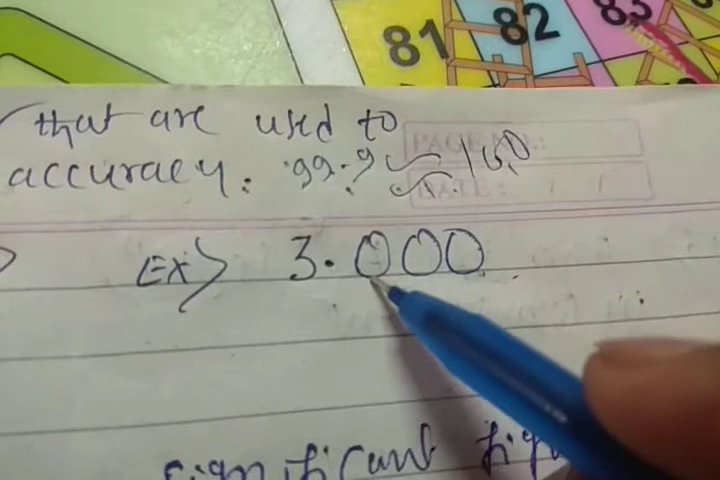 81 82 83
that are used to
accuracy. 99.9 ≈ 100
PAGE NO.:
DATE: / /
Ex> 3.000
significant